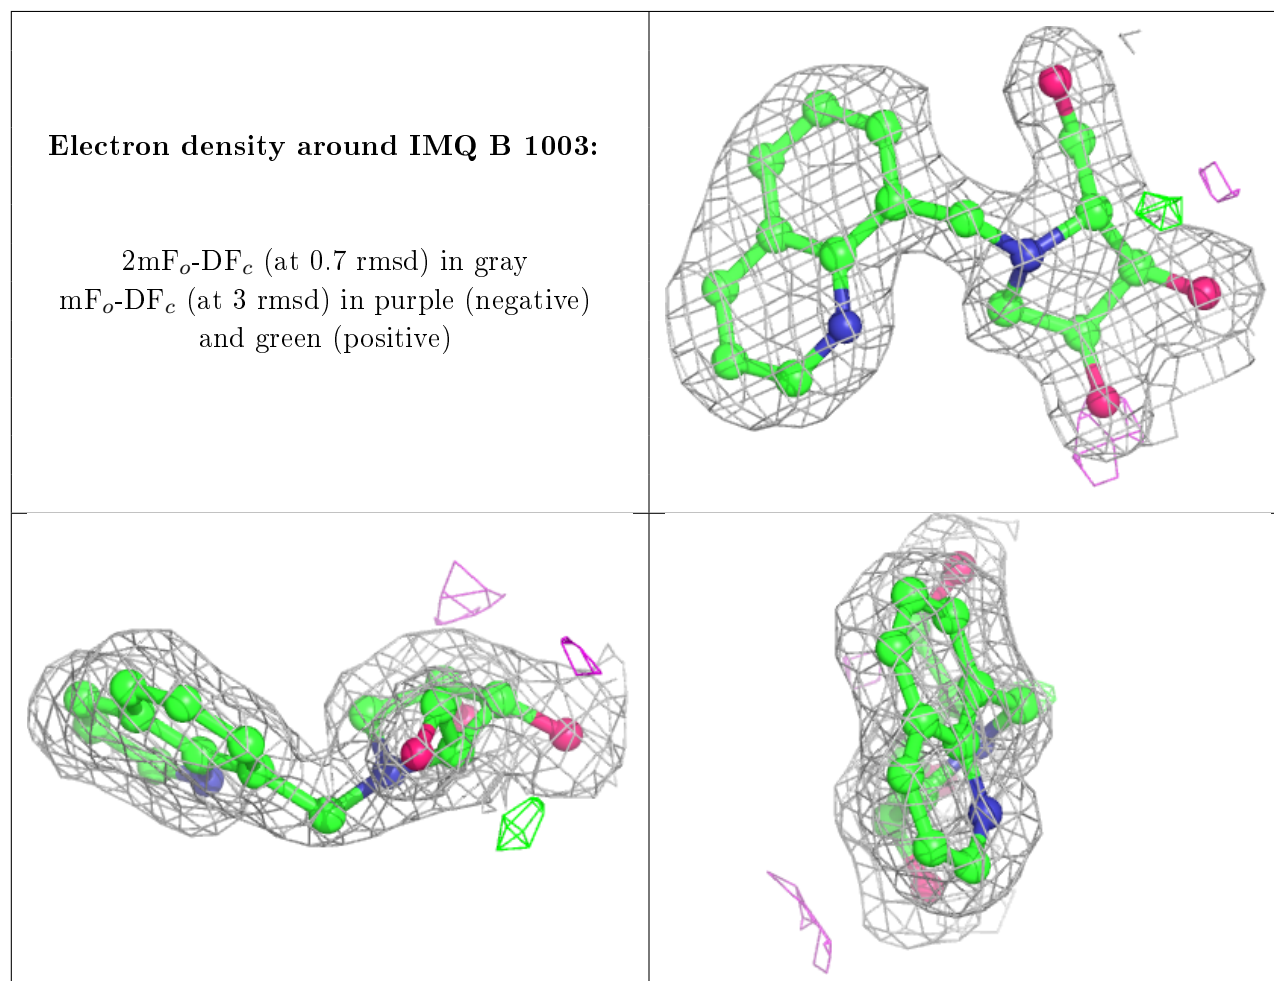 Electron density around IMQ B 1003:
2mFo-DFc (at 0.7 rmsd) in gray
mFo-DFc (at 3 rmsd) in purple (negative)
and green (positive)